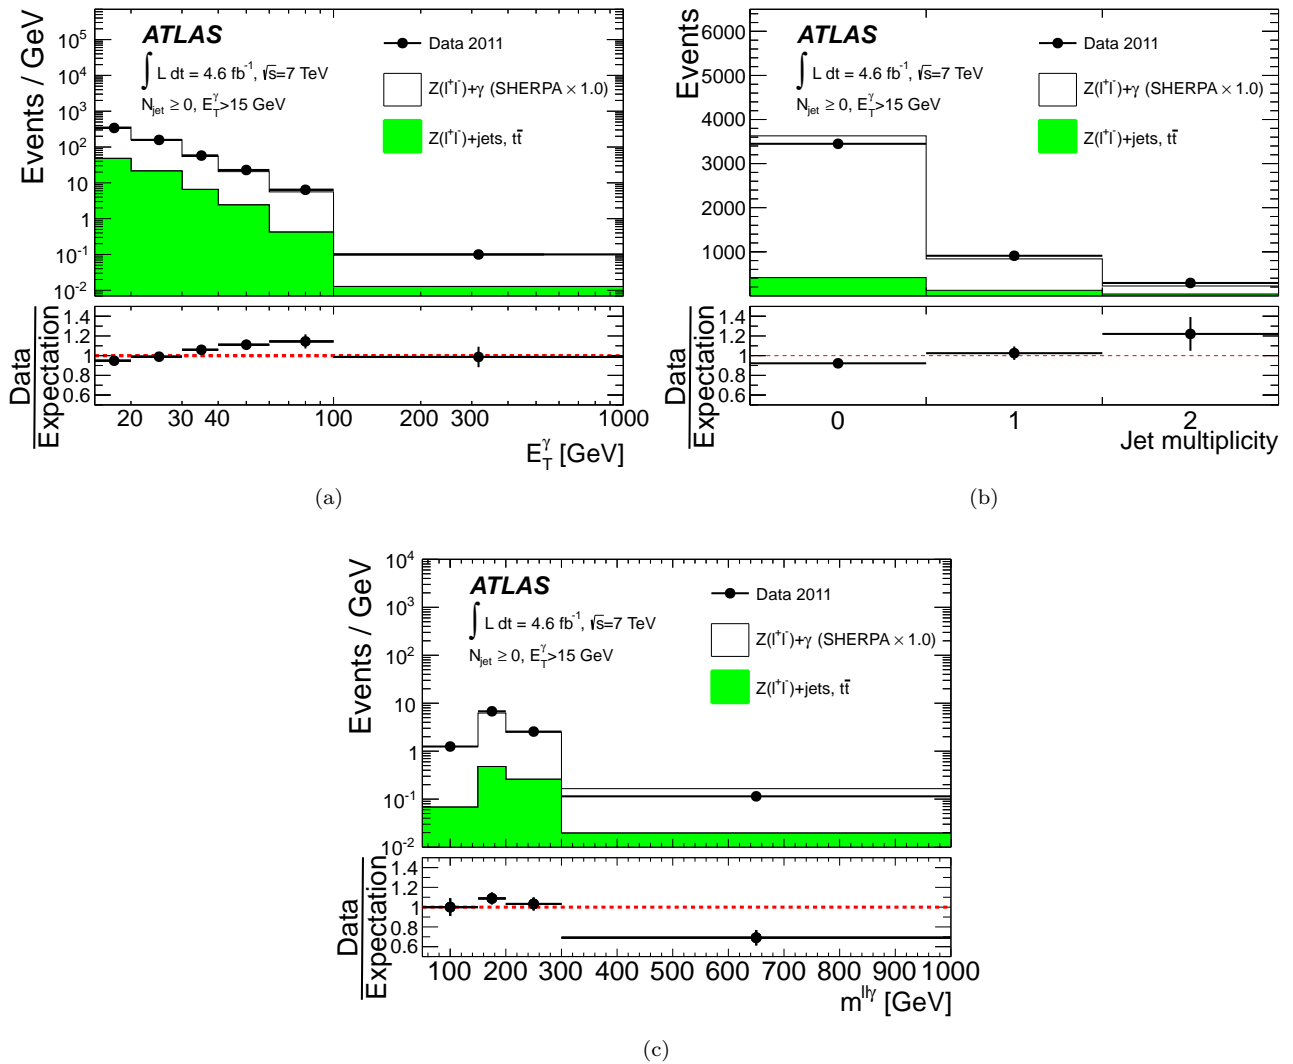 Events / GeV
10⁵
10⁴
10³
10²
10
1
10⁻¹
10⁻²
ATLAS
∫ L dt = 4.6 fb⁻¹, √s=7 TeV
N_jet ≥ 0, E_T^γ>15 GeV
Data 2011
Z(l⁺l⁻)+γ (SHERPA × 1.0)
Z(l⁺l⁻)+jets, tt̄
Data
Expectation
1.4
1.2
1
0.8
0.6
20 30 40 100 200 300 1000
E_T^γ [GeV]
(a)
Events
6000
5000
4000
3000
2000
1000
ATLAS
∫ L dt = 4.6 fb⁻¹, √s=7 TeV
N_jet ≥ 0, E_T^γ>15 GeV
Data 2011
Z(l⁺l⁻)+γ (SHERPA × 1.0)
Z(l⁺l⁻)+jets, tt̄
Data
Expectation
1.4
1.2
1
0.8
0.6
0 1 2
Jet multiplicity
(b)
Events / GeV
10⁴
10³
10²
10
1
10⁻¹
10⁻²
ATLAS
∫ L dt = 4.6 fb⁻¹, √s=7 TeV
N_jet ≥ 0, E_T^γ>15 GeV
Data 2011
Z(l⁺l⁻)+γ (SHERPA × 1.0)
Z(l⁺l⁻)+jets, tt̄
Data
Expectation
1.4
1.2
1
0.8
0.6
100 200 300 400 500 600 700 800 900 1000
m^llγ [GeV]
(c)